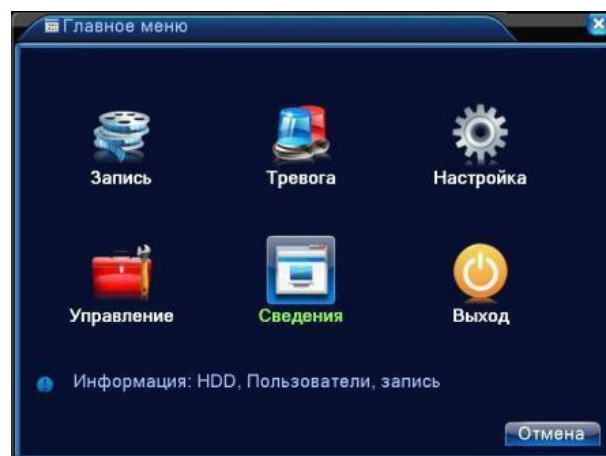 Главное меню
Запись Тревога Настройка
Управление Сведения Выход
Информация: HDD, Пользователи, запись
Отмена